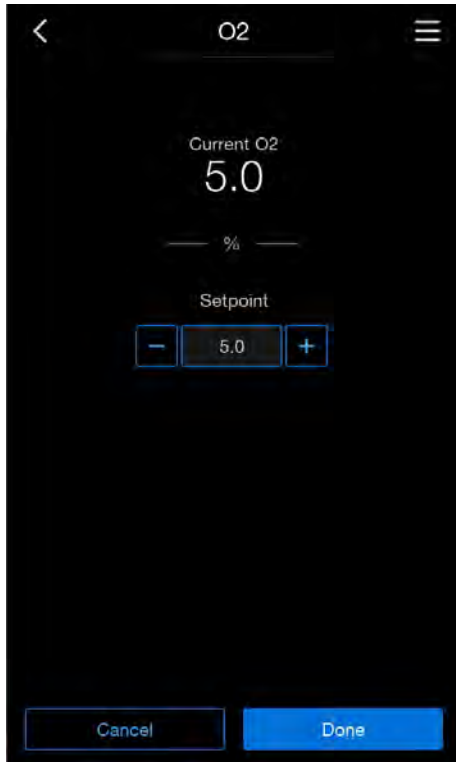 O2
Current O2
5.0
%
Setpoint
− 5.0 +
Cancel Done